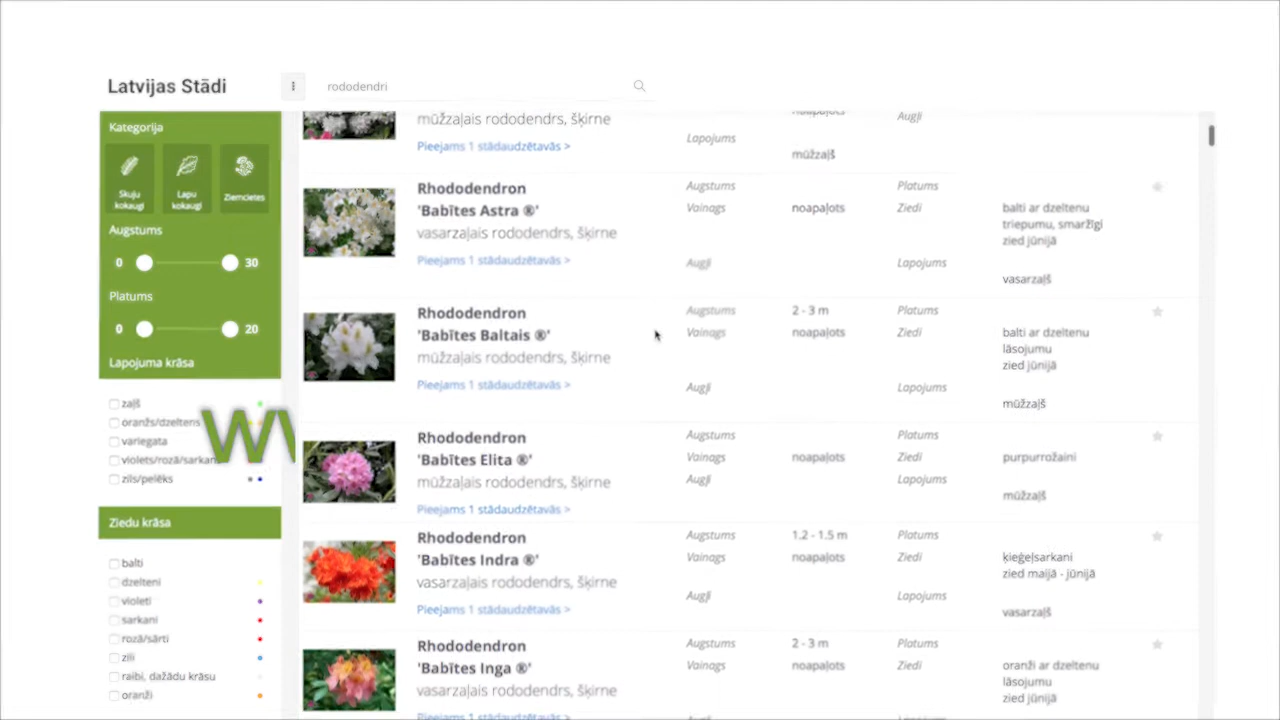 Latvijas Stādi
rododendri
Kategorija
Skuju kokaugi
Lapu kokaugi
Ziemcietes
Augstums
0 30
Platums
0 20
Lapojuma krāsa
zaļš
oranžs/dzeltens
variegata
violets/rozā/sarkans
zils/pelēks
Ziedu krāsa
balti
dzelteni
violeti
sarkani
rozā/sārti
zili
raibi, dažādu krāsu
oranži
mūžzaļais rododendrs, šķirne
Pieejams 1 stādaudzētavās >
noapaļots
Augļi
Lapojums
mūžzaļš
Rhododendron
'Babītes Astra ®'
vasarzaļais rododendrs, šķirne
Pieejams 1 stādaudzētavās >
Augstums Platums
Vainags noapaļots Ziedi balti ar dzeltenu
triepumu, smaržīgi
zied jūnijā
Augļi Lapojums
vasarzaļš
Rhododendron
'Babītes Baltais ®'
mūžzaļais rododendrs, šķirne
Pieejams 1 stādaudzētavās >
Augstums 2 - 3 m Platums
Vainags noapaļots Ziedi balti ar dzeltenu
lāsojumu
zied jūnijā
Augļi Lapojums
mūžzaļš
Rhododendron
'Babītes Elita ®'
mūžzaļais rododendrs, šķirne
Pieejams 1 stādaudzētavās >
Augstums Platums
Vainags noapaļots Ziedi purpurrožaini
Augļi Lapojums
mūžzaļš
Rhododendron
'Babītes Indra ®'
vasarzaļais rododendrs, šķirne
Pieejams 1 stādaudzētavās >
Augstums 1.2 - 1.5 m Platums
Vainags noapaļots Ziedi ķieģeļsarkani
zied maijā - jūnijā
Augļi Lapojums
vasarzaļš
Rhododendron
'Babītes Inga ®'
vasarzaļais rododendrs, šķirne
Pieejams 1 stādaudzētavās >
Augstums 2 - 3 m Platums
Vainags noapaļots Ziedi oranži ar dzeltenu
lāsojumu
zied jūnijā